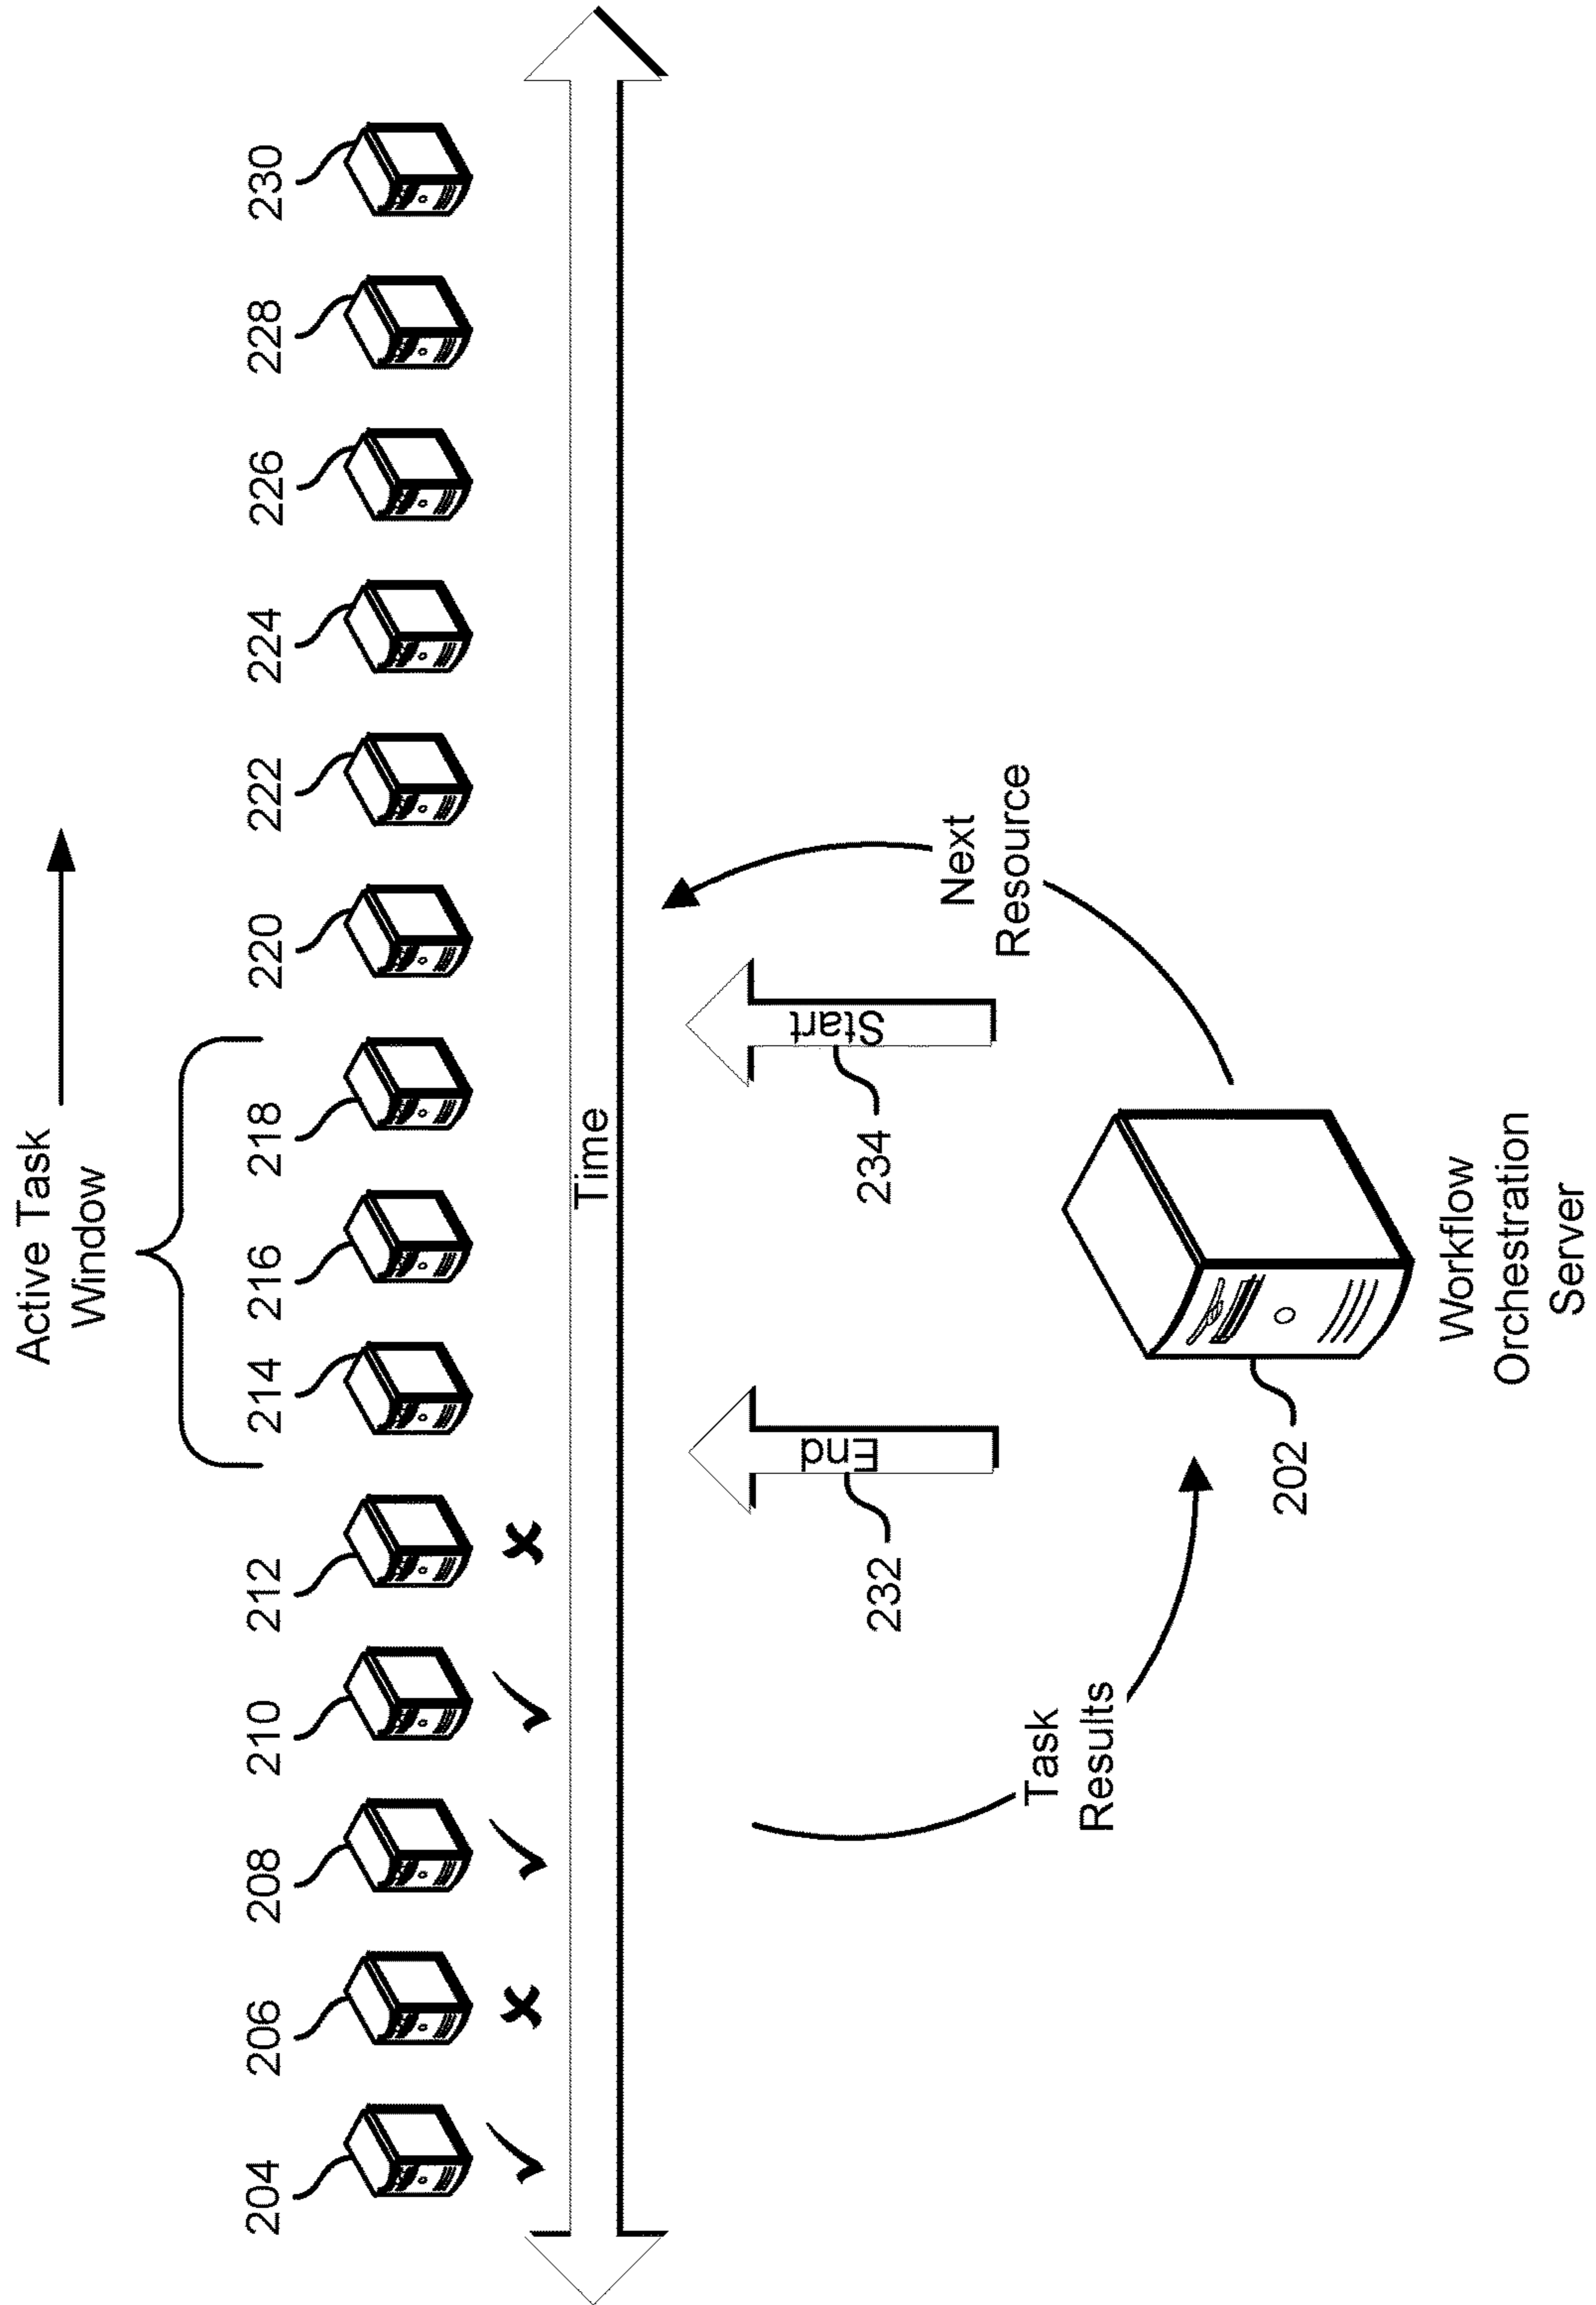 Active Task
Window
204
206
208
210
212
214
216
218
220
222
224
226
228
230
Time
End
Start
232
234
Task
Results
Next
Resource
202
Workflow
Orchestration
Server